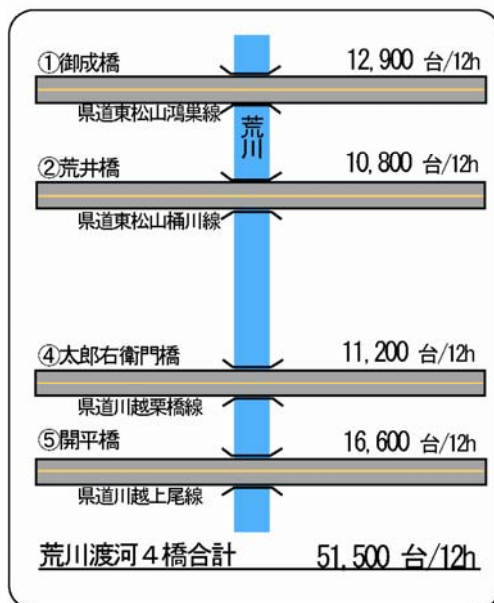 ①御成橋 12,900 台/12h
県道東松山鴻巣線
荒川
②荒井橋 10,800 台/12h
県道東松山桶川線
④太郎右衛門橋 11,200 台/12h
県道川越栗橋線
⑤開平橋 16,600 台/12h
県道川越上尾線
荒川渡河4橋合計 51,500 台/12h